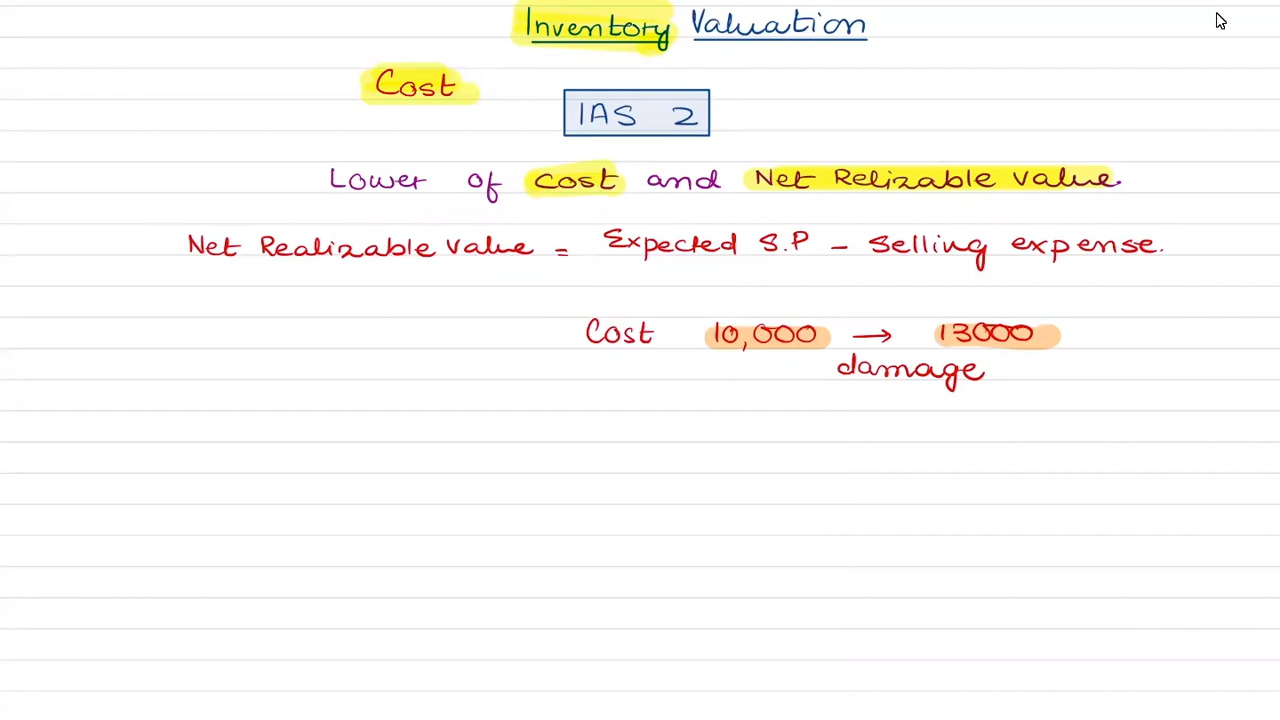 Inventory Valuation
Cost
IAS 2
Lower of cost and Net Relizable value.
Net Realizable value = Expected S.P - Selling expense.
Cost 10,000 → 13000
damage